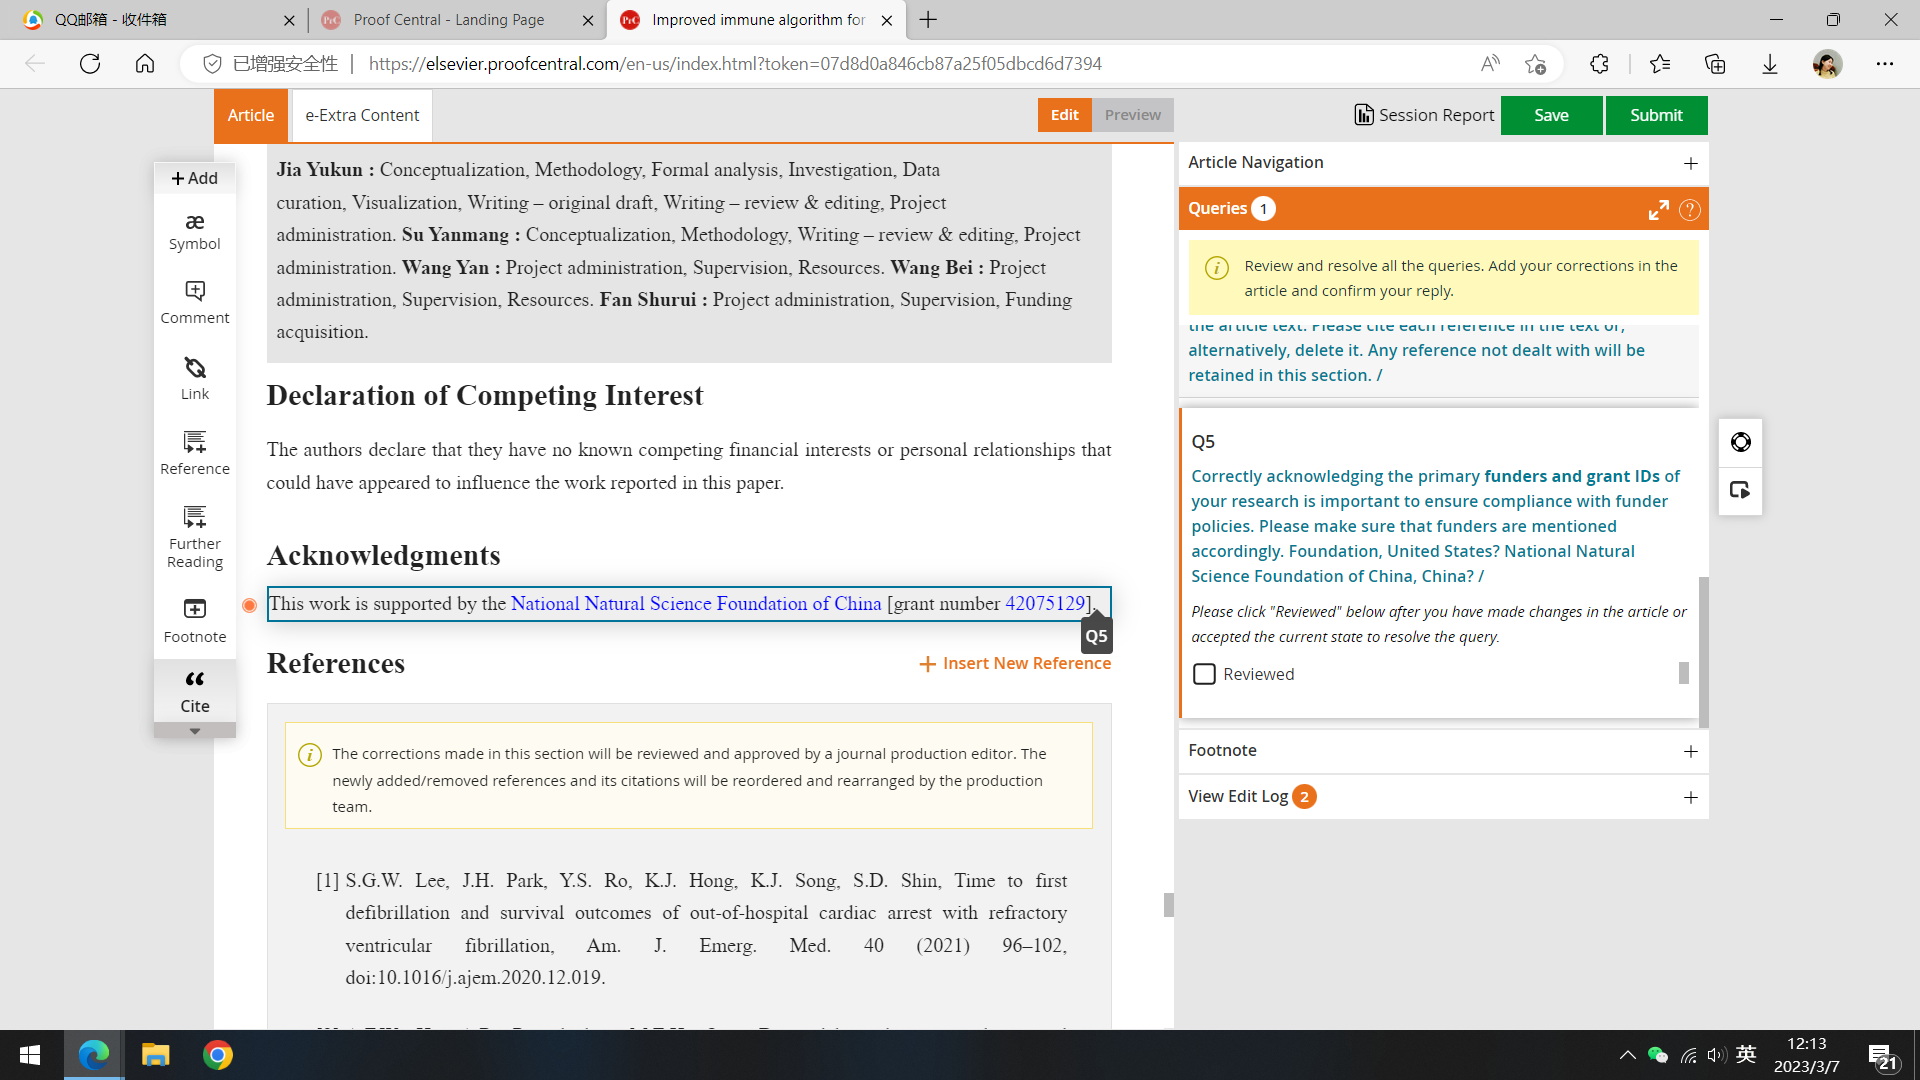 QQ邮箱 - 收件箱
Proof Central - Landing Page
Improved immune algorithm for
已增强安全性
https://elsevier.proofcentral.com/en-us/index.html?token=07d8d0a846cb87a25f05dbcd6d7394
Article
e-Extra Content
Edit
Preview
Session Report
Save
Submit
+ Add
æ
Symbol
Comment
Link
Reference
Further
Reading
Footnote
Cite
Jia Yukun : Conceptualization, Methodology, Formal analysis, Investigation, Data
curation, Visualization, Writing – original draft, Writing – review & editing, Project
administration. Su Yanmang : Conceptualization, Methodology, Writing – review & editing, Project
administration. Wang Yan : Project administration, Supervision, Resources. Wang Bei : Project
administration, Supervision, Resources. Fan Shurui : Project administration, Supervision, Funding
acquisition.
Declaration of Competing Interest
The authors declare that they have no known competing financial interests or personal relationships that
could have appeared to influence the work reported in this paper.
Acknowledgments
This work is supported by the National Natural Science Foundation of China [grant number 42075129].
Q5
References
+ Insert New Reference
The corrections made in this section will be reviewed and approved by a journal production editor. The
newly added/removed references and its citations will be reordered and rearranged by the production
team.
[1] S.G.W. Lee, J.H. Park, Y.S. Ro, K.J. Hong, K.J. Song, S.D. Shin, Time to first
defibrillation and survival outcomes of out-of-hospital cardiac arrest with refractory
ventricular fibrillation, Am. J. Emerg. Med. 40 (2021) 96–102,
doi:10.1016/j.ajem.2020.12.019.
Article Navigation
Queries 1
Review and resolve all the queries. Add your corrections in the
article and confirm your reply.
the article text. Please cite each reference in the text or,
alternatively, delete it. Any reference not dealt with will be
retained in this section. /
Q5
Correctly acknowledging the primary funders and grant IDs of
your research is important to ensure compliance with funder
policies. Please make sure that funders are mentioned
accordingly. Foundation, United States? National Natural
Science Foundation of China, China? /
Please click "Reviewed" below after you have made changes in the article or
accepted the current state to resolve the query.
Reviewed
Footnote
View Edit Log 2
英
12:13
2023/3/7
21